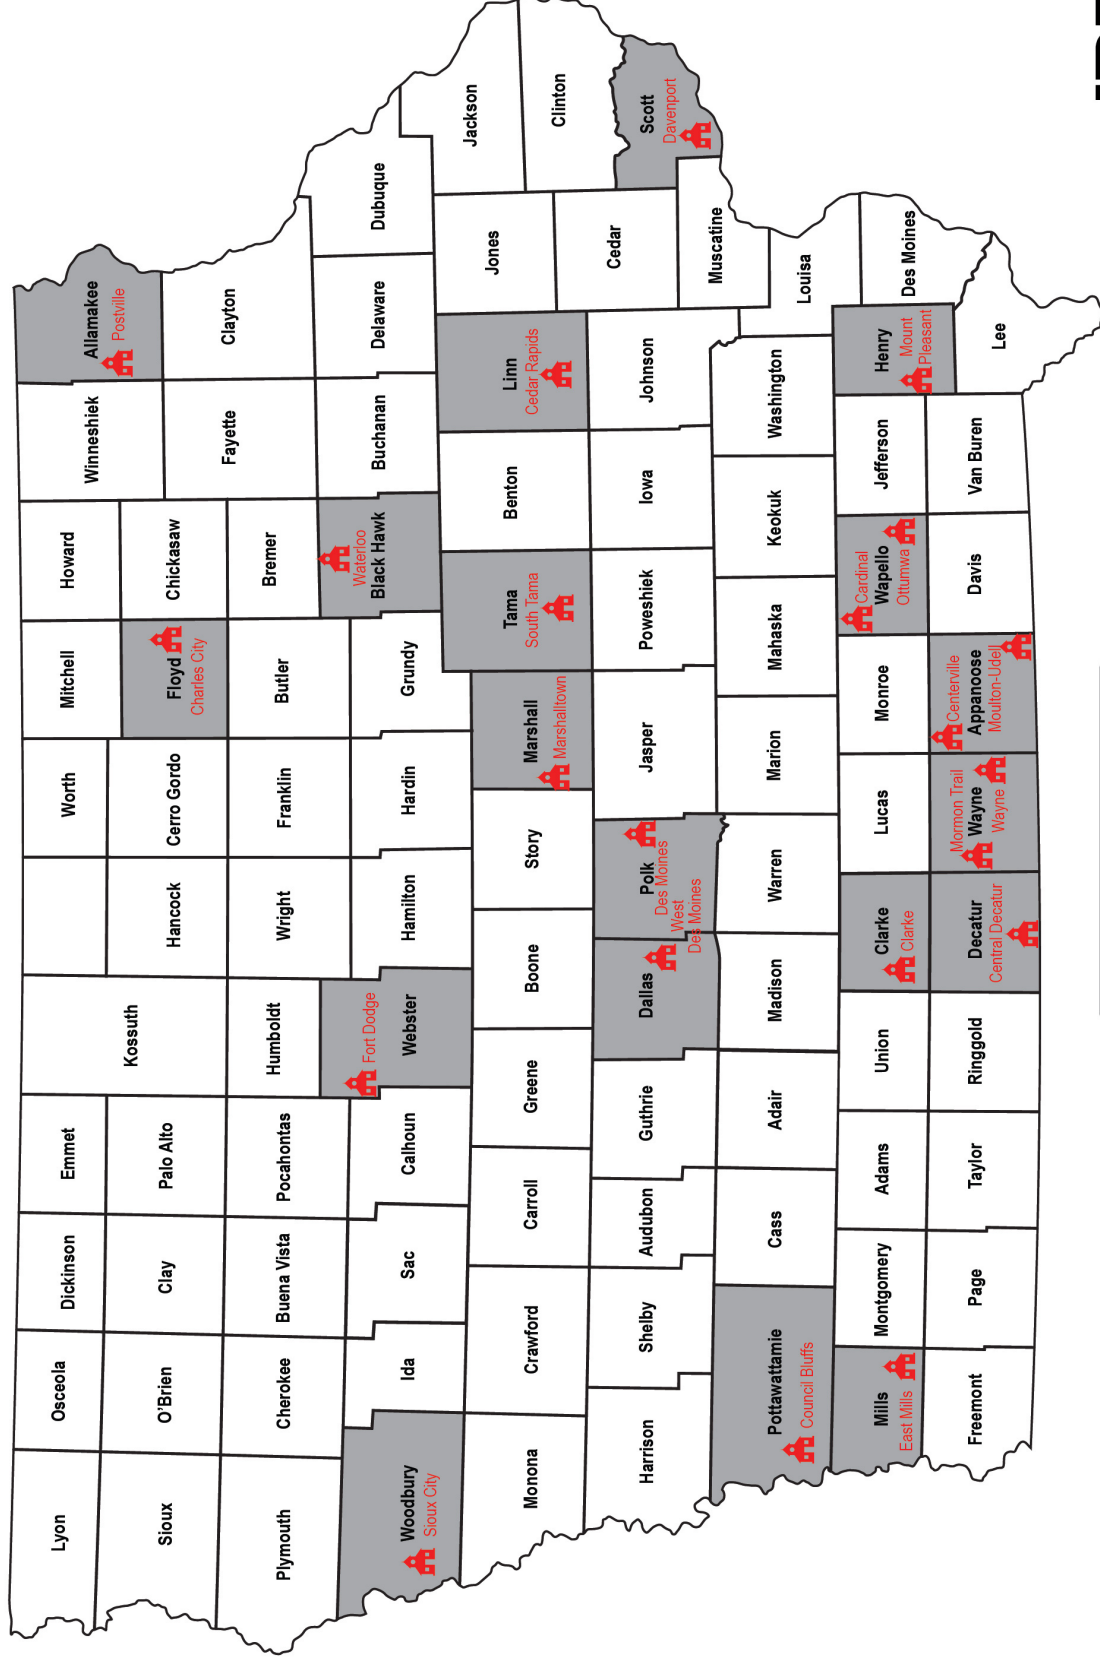 Lyon
Osceola
Dickinson
Emmet
Kossuth
Worth
Mitchell
Howard
Winneshiek
Allamakee
Postville
Sioux
O'Brien
Clay
Palo Alto
Hancock
Cerro Gordo
Floyd
Charles City
Chickasaw
Fayette
Clayton
Plymouth
Cherokee
Buena Vista
Pocahontas
Humboldt
Wright
Franklin
Butler
Bremer
Woodbury
Sioux City
Ida
Sac
Calhoun
Fort Dodge
Webster
Hamilton
Hardin
Grundy
Waterloo
Black Hawk
Buchanan
Delaware
Dubuque
Monona
Crawford
Carroll
Greene
Boone
Story
Marshall
Marshalltown
Tama
South Tama
Benton
Linn
Cedar Rapids
Jones
Jackson
Clinton
Harrison
Shelby
Audubon
Guthrie
Dallas
Polk
Des Moines
West
Des Moines
Jasper
Poweshiek
Iowa
Johnson
Cedar
Scott
Davenport
Muscatine
Pottawattamie
Council Bluffs
Cass
Adair
Madison
Warren
Marion
Mahaska
Keokuk
Washington
Louisa
Mills
East Mills
Montgomery
Adams
Union
Clarke
Clarke
Lucas
Monroe
Cardinal
Wapello
Ottumwa
Jefferson
Henry
Mount
Pleasant
Des Moines
Freemont
Page
Taylor
Ringgold
Decatur
Central Decatur
Mormon Trail
Wayne
Wayne
Centerville
Appanoose
Moulton-Udell
Davis
Van Buren
Lee